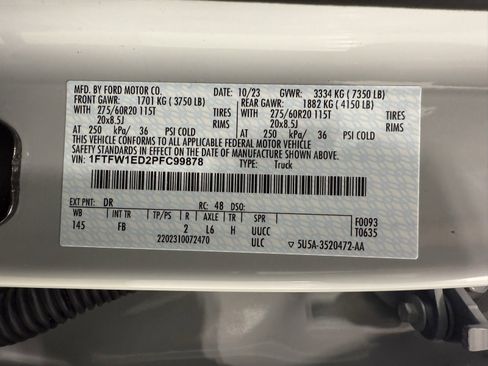 MFD. BY FORD MOTOR CO. 10/23 GVWR: 3334 KG ( 7350 LB)
FRONT GAWR: 1701 KG ( 3750 LB) REAR GAWR: 1882 KG ( 4150 LB)
WITH WITH
275/60R20 115T TIRES 275/60R20 115T TIRES
20x8.5J RIMS 20x8.5J RIMS
AT 250 kPa/ 36 PSI COLD AT 250 kPa/ 36 PSI COLD
THIS VEHICLE CONFORMS TO ALL APPLICABLE FEDERAL MOTOR VEHICLE
SAFETY STANDARDS IN EFFECT ON THE DATE OF MANUFACTURE SHOWN ABOVE.
VIN: 1FTFW1ED2PFC99878 TYPE: Truck
EXT PNT: DR RC: 48 DSO:
WB INT TR TP/PS R AXLE TR SPR F0093
145 FB 2 L6 H UUCC T0635
2202310072470 ULC 5U5A-3520472-AA